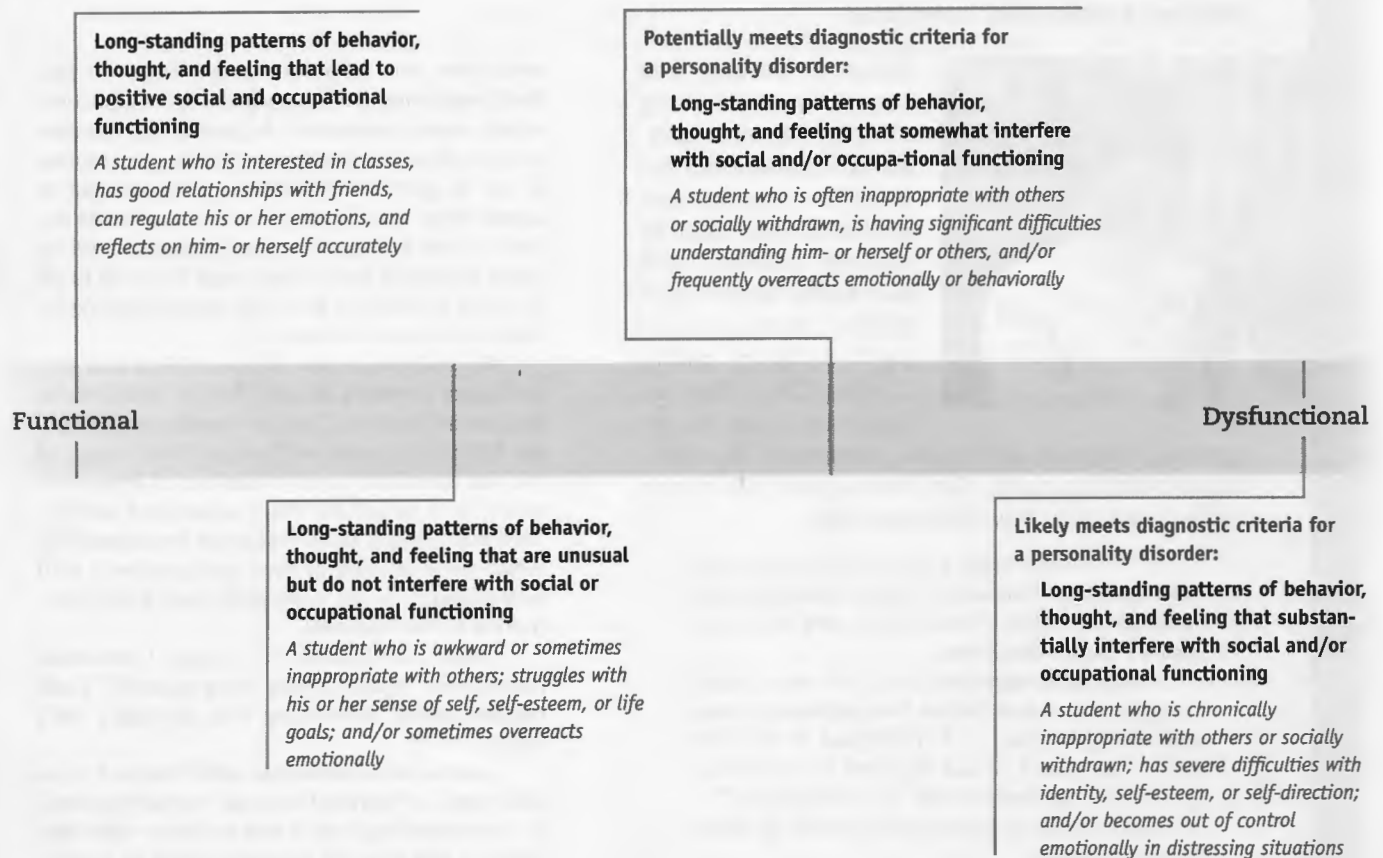 Long-standing patterns of behavior,
thought, and feeling that lead to
positive social and occupational
functioning
A student who is interested in classes,
has good relationships with friends,
can regulate his or her emotions, and
reflects on him- or herself accurately
Potentially meets diagnostic criteria for
a personality disorder:
Long-standing patterns of behavior,
thought, and feeling that somewhat interfere
with social and/or occupa-tional functioning
A student who is often inappropriate with others
or socially withdrawn, is having significant difficulties
understanding him- or herself or others, and/or
frequently overreacts emotionally or behaviorally
Functional
Dysfunctional
Long-standing patterns of behavior,
thought, and feeling that are unusual
but do not interfere with social or
occupational functioning
A student who is awkward or sometimes
inappropriate with others; struggles with
his or her sense of self, self-esteem, or life
goals; and/or sometimes overreacts
emotionally
Likely meets diagnostic criteria for
a personality disorder:
Long-standing patterns of behavior,
thought, and feeling that substan-
tially interfere with social and/or
occupational functioning
A student who is chronically
inappropriate with others or socially
withdrawn; has severe difficulties with
identity, self-esteem, or self-direction;
and/or becomes out of control
emotionally in distressing situations